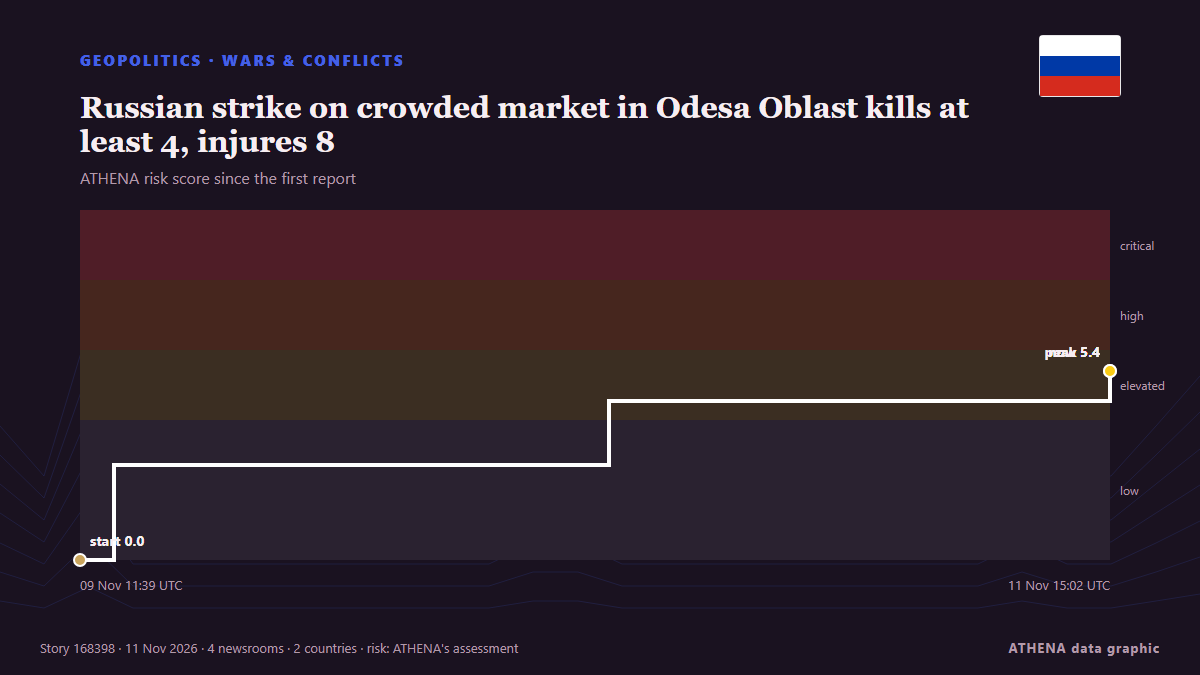 GEOPOLITICS · WARS & CONFLICTS
Russian strike on crowded market in Odesa Oblast kills at
least 4, injures 8
ATHENA risk score since the first report
critical
high
peak 5.4
elevated
low
start 0.0
09 Nov 11:39 UTC
11 Nov 15:02 UTC
Story 168398 · 11 Nov 2026 · 4 newsrooms · 2 countries · risk: ATHENA's assessment
ATHENA data graphic